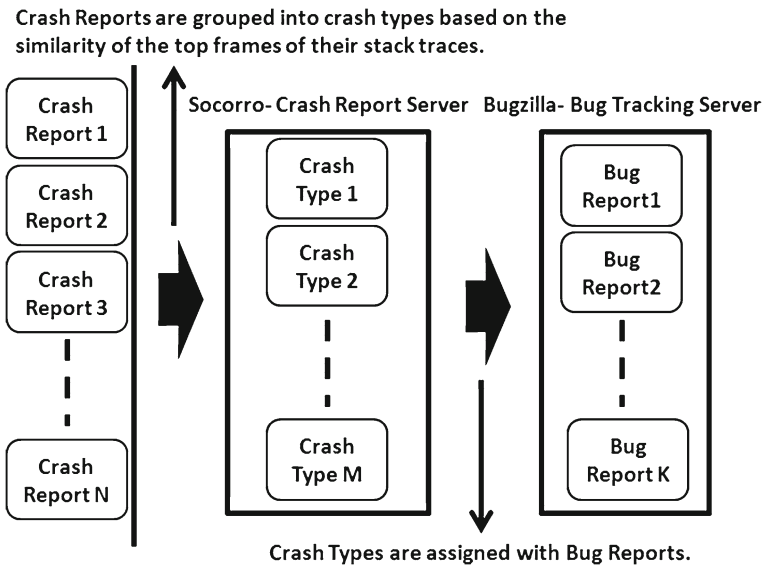 Crash Reports are grouped into crash types based on the
similarity of the top frames of their stack traces.
Socorro- Crash Report Server
Bugzilla- Bug Tracking Server
Crash
Report 1
Crash
Report 2
Crash
Report 3
Crash
Report N
Crash
Type 1
Crash
Type 2
Crash
Type M
Bug
Report1
Bug
Report2
Bug
Report K
Crash Types are assigned with Bug Reports.